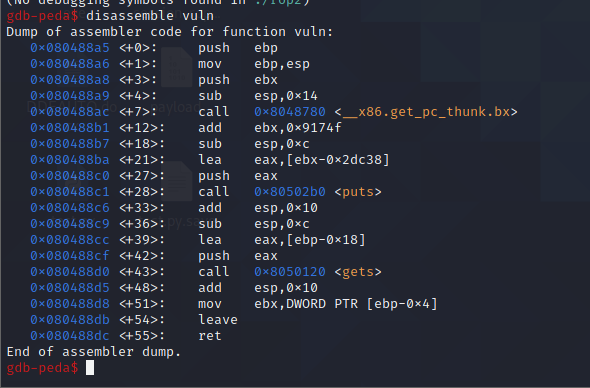 (No debugging symbols found in ./rop2)
gdb-peda$ disassemble vuln
Dump of assembler code for function vuln:
   0x080488a5 <+0>:     push   ebp
   0x080488a6 <+1>:     mov    ebp,esp
   0x080488a8 <+3>:     push   ebx
   0x080488a9 <+4>:     sub    esp,0x14
   0x080488ac <+7>:     call   0x8048780 <__x86.get_pc_thunk.bx>
   0x080488b1 <+12>:    add    ebx,0x9174f
   0x080488b7 <+18>:    sub    esp,0xc
   0x080488ba <+21>:    lea    eax,[ebx-0x2dc38]
   0x080488c0 <+27>:    push   eax
   0x080488c1 <+28>:    call   0x80502b0 <puts>
   0x080488c6 <+33>:    add    esp,0x10
   0x080488c9 <+36>:    sub    esp,0xc
   0x080488cc <+39>:    lea    eax,[ebp-0x18]
   0x080488cf <+42>:    push   eax
   0x080488d0 <+43>:    call   0x8050120 <gets>
   0x080488d5 <+48>:    add    esp,0x10
   0x080488d8 <+51>:    mov    ebx,DWORD PTR [ebp-0x4]
   0x080488db <+54>:    leave
   0x080488dc <+55>:    ret
End of assembler dump.
gdb-peda$